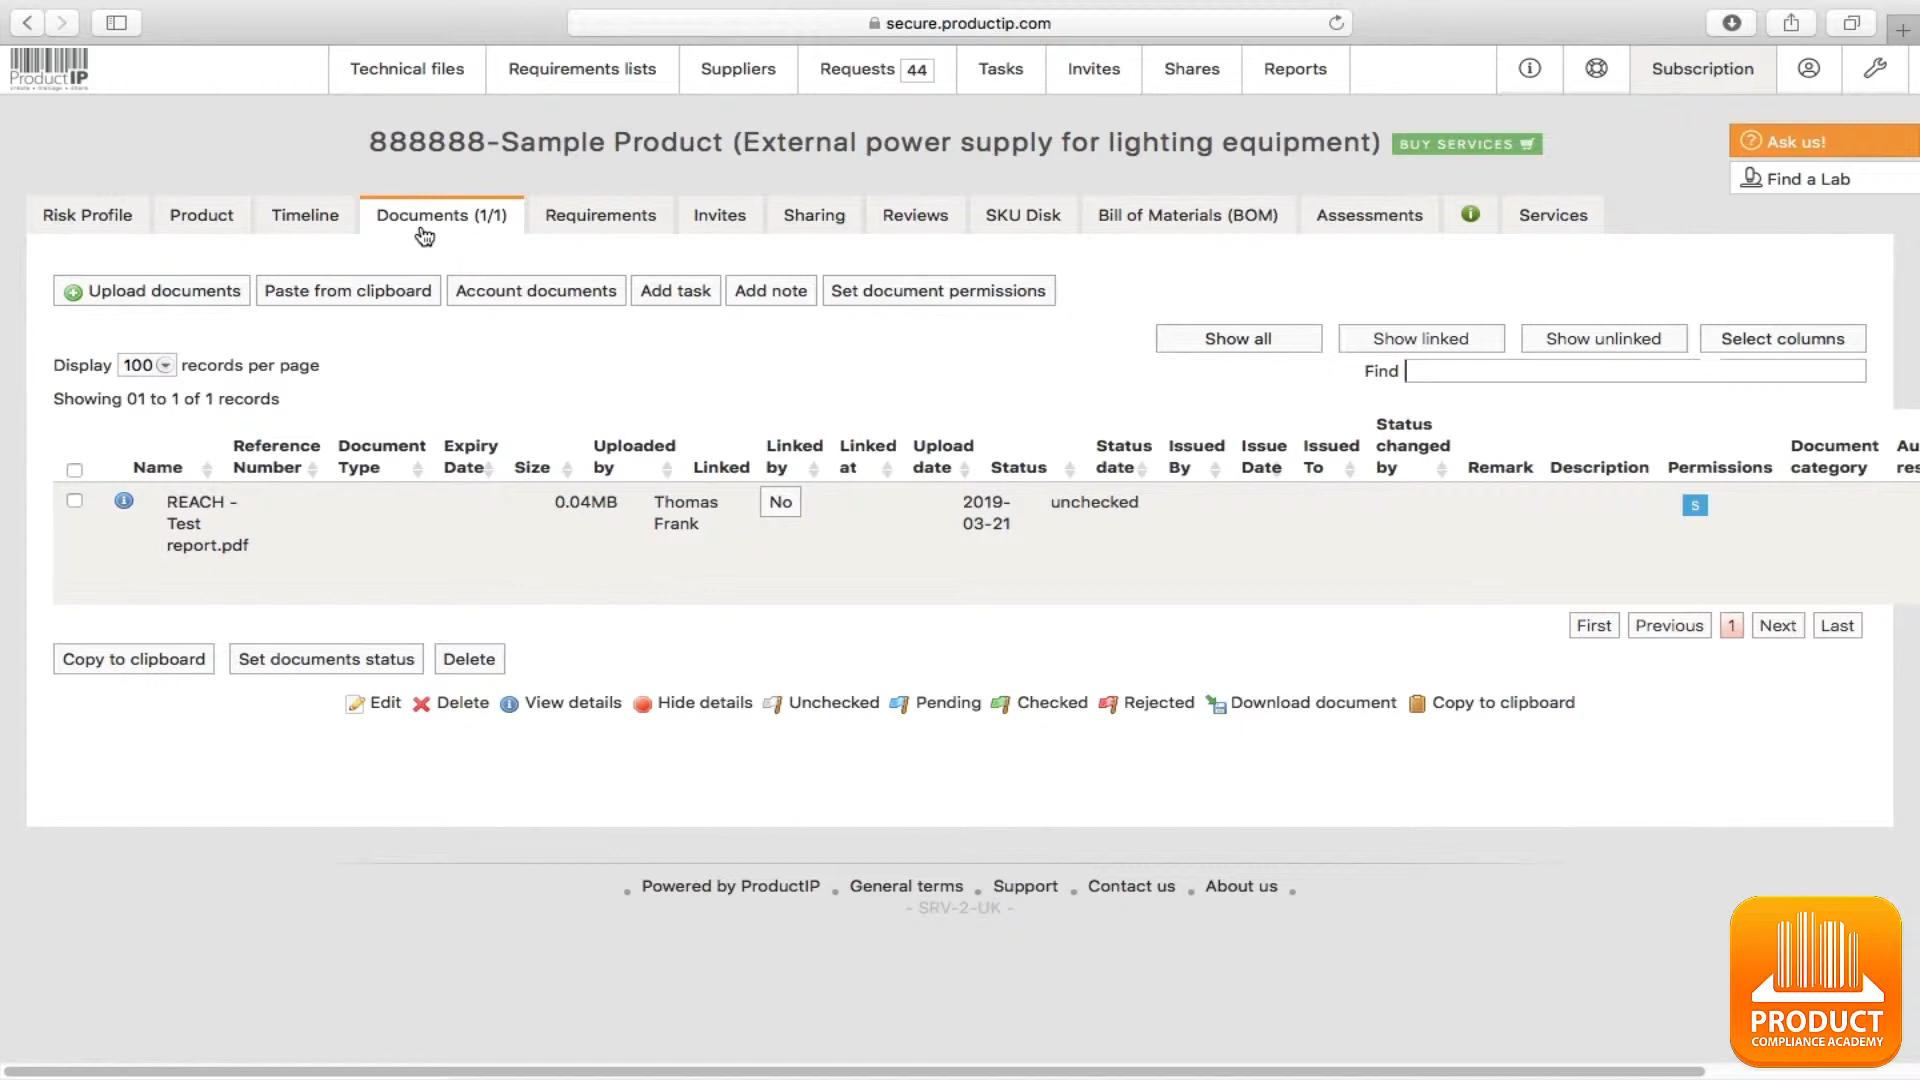 secure.productip.com
ProductIP
create • manage • share
Technical files
Requirements lists
Suppliers
Requests 44
Tasks
Invites
Shares
Reports
Subscription
888888-Sample Product (External power supply for lighting equipment)
BUY SERVICES
Ask us!
Find a Lab
Risk Profile
Product
Timeline
Documents (1/1)
Requirements
Invites
Sharing
Reviews
SKU Disk
Bill of Materials (BOM)
Assessments
Services
Upload documents
Paste from clipboard
Account documents
Add task
Add note
Set document permissions
Show all
Show linked
Show unlinked
Select columns
Display 100 records per page
Find
Showing 01 to 1 of 1 records
Name
Reference
Number
Document
Type
Expiry
Date
Size
Uploaded
by
Linked
Linked
by
Linked
at
Upload
date
Status
Status
date
Issued
By
Issue
Date
Issued
To
Status
changed
by
Remark
Description
Permissions
Document
category
Au
res
REACH -
Test
report.pdf
0.04MB
Thomas
Frank
No
2019-
03-21
unchecked
S
First
Previous
1
Next
Last
Copy to clipboard
Set documents status
Delete
Edit
Delete
View details
Hide details
Unchecked
Pending
Checked
Rejected
Download document
Copy to clipboard
Powered by ProductIP
General terms
Support
Contact us
About us
- SRV-2-UK -
PRODUCT
COMPLIANCE ACADEMY